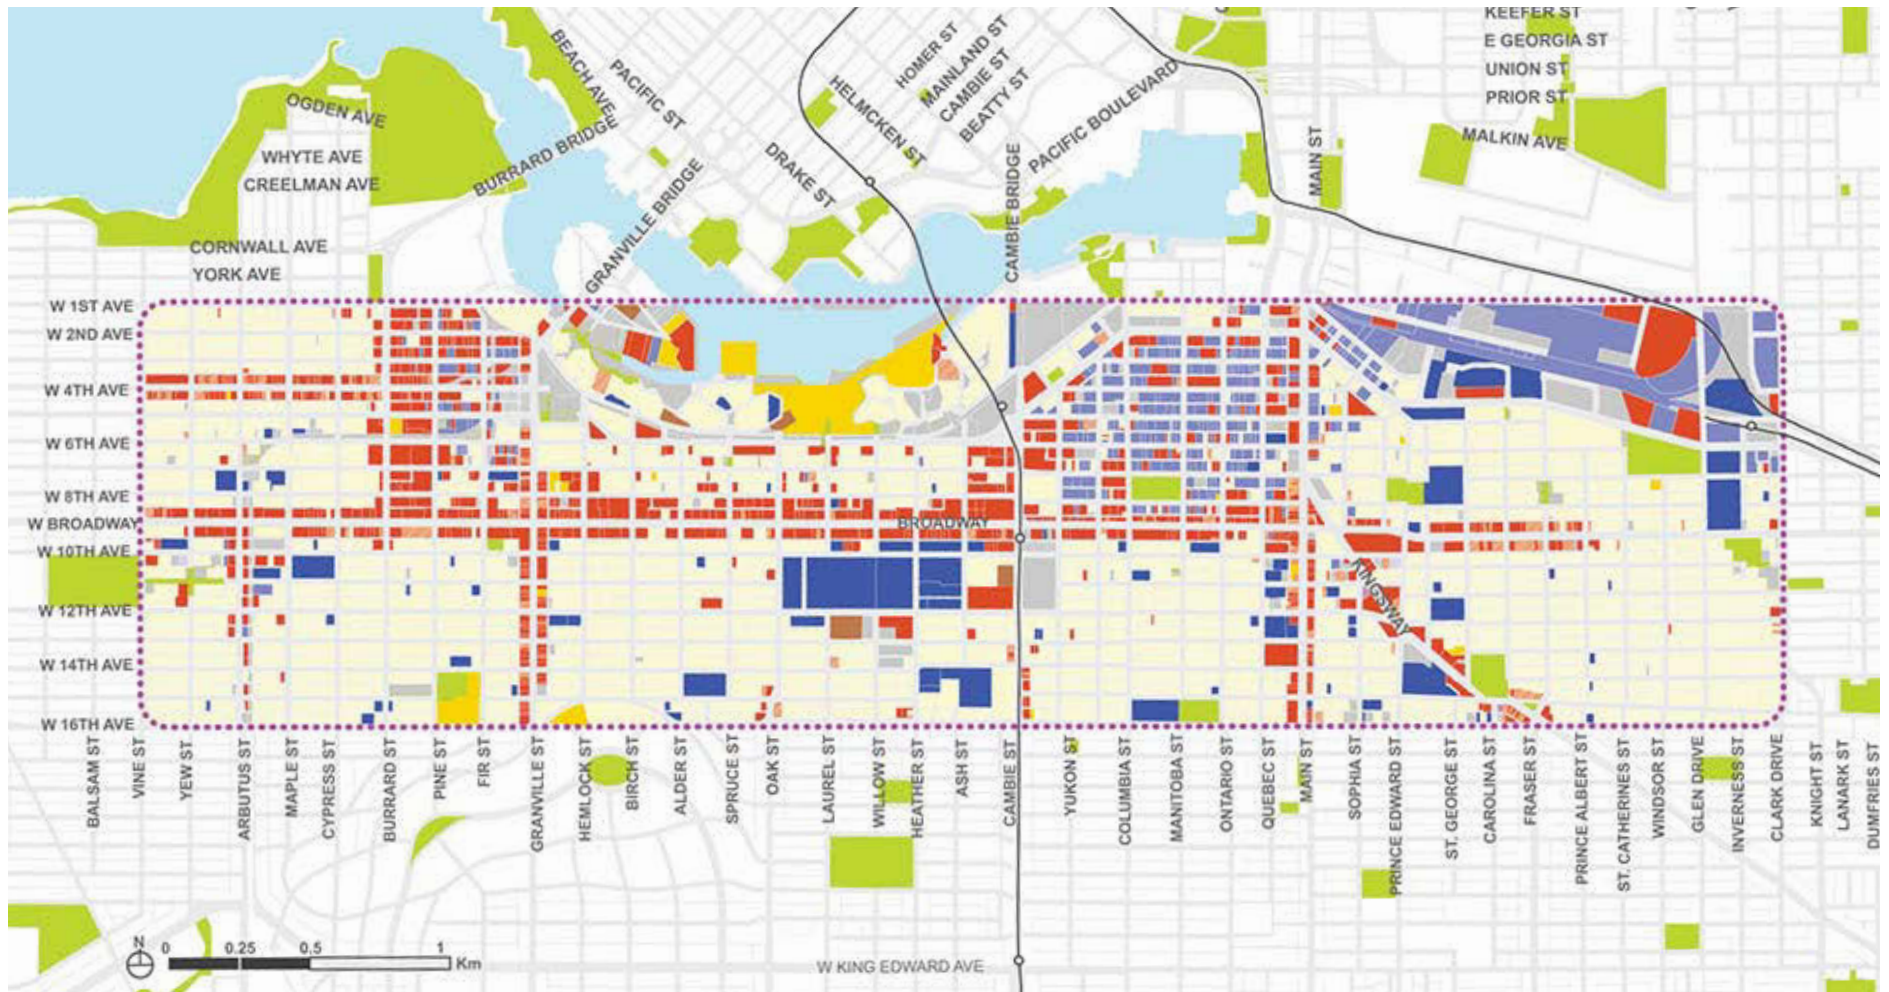 KEEFER ST
E GEORGIA ST
UNION ST
PRIOR ST
MALKIN AVE
BEACH AVE
PACIFIC ST
HOMER ST
MAINLAND ST
CAMBIE ST
BEATTY ST
HELMCKEN ST
PACIFIC BOULEVARD
DRAKE ST
MAIN ST
OGDEN AVE
WHYTE AVE
CREELMAN AVE
BURRARD BRIDGE
GRANVILLE BRIDGE
CAMBIE BRIDGE
CORNWALL AVE
YORK AVE
W 1ST AVE
W 2ND AVE
W 4TH AVE
W 6TH AVE
W 8TH AVE
W BROADWAY
BROADWAY
W 10TH AVE
KINGSWAY
W 12TH AVE
W 14TH AVE
W 16TH AVE
BALSAM ST
VINE ST
YEW ST
ARBUTUS ST
MAPLE ST
CYPRESS ST
BURRARD ST
PINE ST
FIR ST
GRANVILLE ST
HEMLOCK ST
BIRCH ST
ALDER ST
SPRUCE ST
OAK ST
LAUREL ST
WILLOW ST
HEATHER ST
ASH ST
CAMBIE ST
YUKON ST
COLUMBIA ST
MANITOBA ST
ONTARIO ST
QUEBEC ST
MAIN ST
SOPHIA ST
PRINCE EDWARD ST
ST. GEORGE ST
CAROLINA ST
FRASER ST
PRINCE ALBERT ST
ST. CATHERINES ST
WINDSOR ST
GLEN DRIVE
INVERNESS ST
CLARK DRIVE
KNIGHT ST
LANARK ST
DUMFRIES ST
N
0 0.25 0.5 1
Km
W KING EDWARD AVE